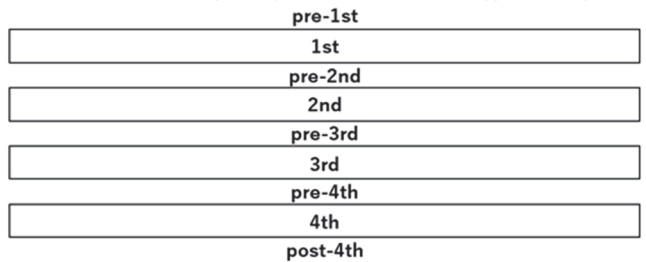 pre-1st
1st
pre-2nd
2nd
pre-3rd
3rd
pre-4th
4th
post-4th